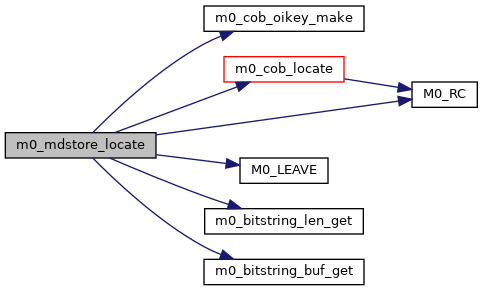 m0_cob_oikey_make
m0_cob_locate
M0_RC
m0_mdstore_locate
M0_LEAVE
m0_bitstring_len_get
m0_bitstring_buf_get